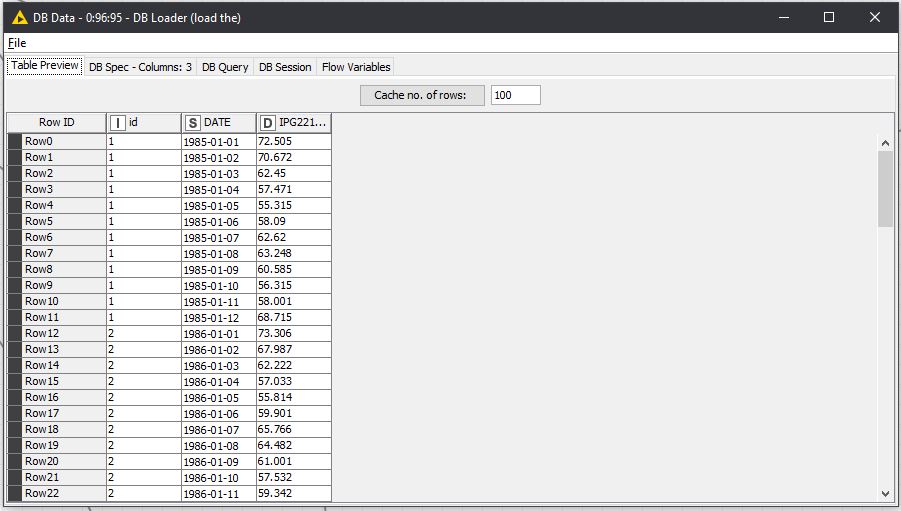 DB Data - 0:96:95 - DB Loader (load the)
File
Table Preview DB Spec - Columns: 3 DB Query DB Session Flow Variables
Cache no. of rows: 100
Row ID I id S DATE D IPG221...
Row0 1 1985-01-01 72.505
Row1 1 1985-01-02 70.672
Row2 1 1985-01-03 62.45
Row3 1 1985-01-04 57.471
Row4 1 1985-01-05 55.315
Row5 1 1985-01-06 58.09
Row6 1 1985-01-07 62.62
Row7 1 1985-01-08 63.248
Row8 1 1985-01-09 60.585
Row9 1 1985-01-10 56.315
Row10 1 1985-01-11 58.001
Row11 1 1985-01-12 68.715
Row12 2 1986-01-01 73.306
Row13 2 1986-01-02 67.987
Row14 2 1986-01-03 62.222
Row15 2 1986-01-04 57.033
Row16 2 1986-01-05 55.814
Row17 2 1986-01-06 59.901
Row18 2 1986-01-07 65.766
Row19 2 1986-01-08 64.482
Row20 2 1986-01-09 61.001
Row21 2 1986-01-10 57.532
Row22 2 1986-01-11 59.342